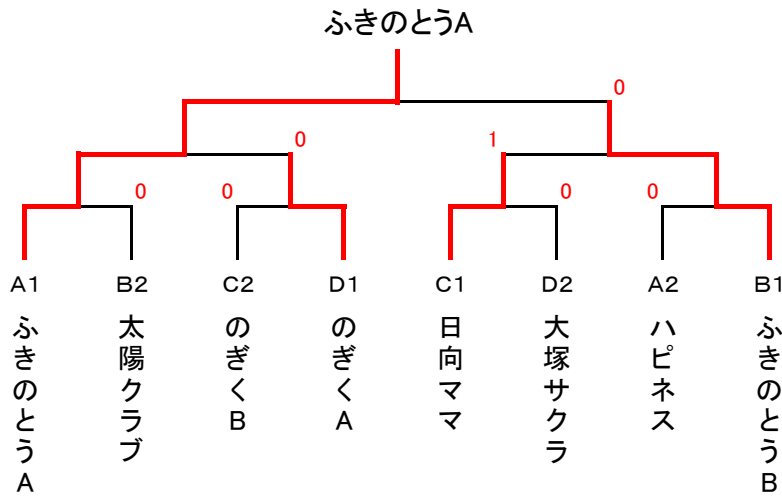 ふきのとうA
0
0
1
0
0
0
0
A1
B2
C2
D1
C1
D2
A2
B1
ふきのとうA
太陽クラブ
のぎくB
のぎくA
日向ママ
大塚サクラ
ハピネス
ふきのとうB